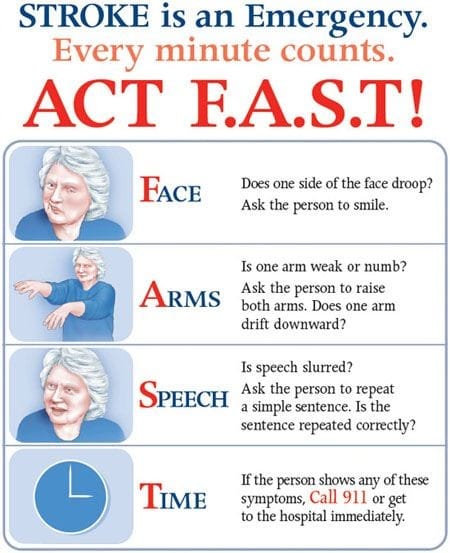 STROKE is an Emergency.
Every minute counts.
ACT F.A.S.T!
FACE
Does one side of the face droop?
Ask the person to smile.
ARMS
Is one arm weak or numb?
Ask the person to raise
both arms. Does one arm
drift downward?
SPEECH
Is speech slurred?
Ask the person to repeat
a simple sentence. Is the
sentence repeated correctly?
TIME
If the person shows any of these
symptoms, Call 911 or get
to the hospital immediately.